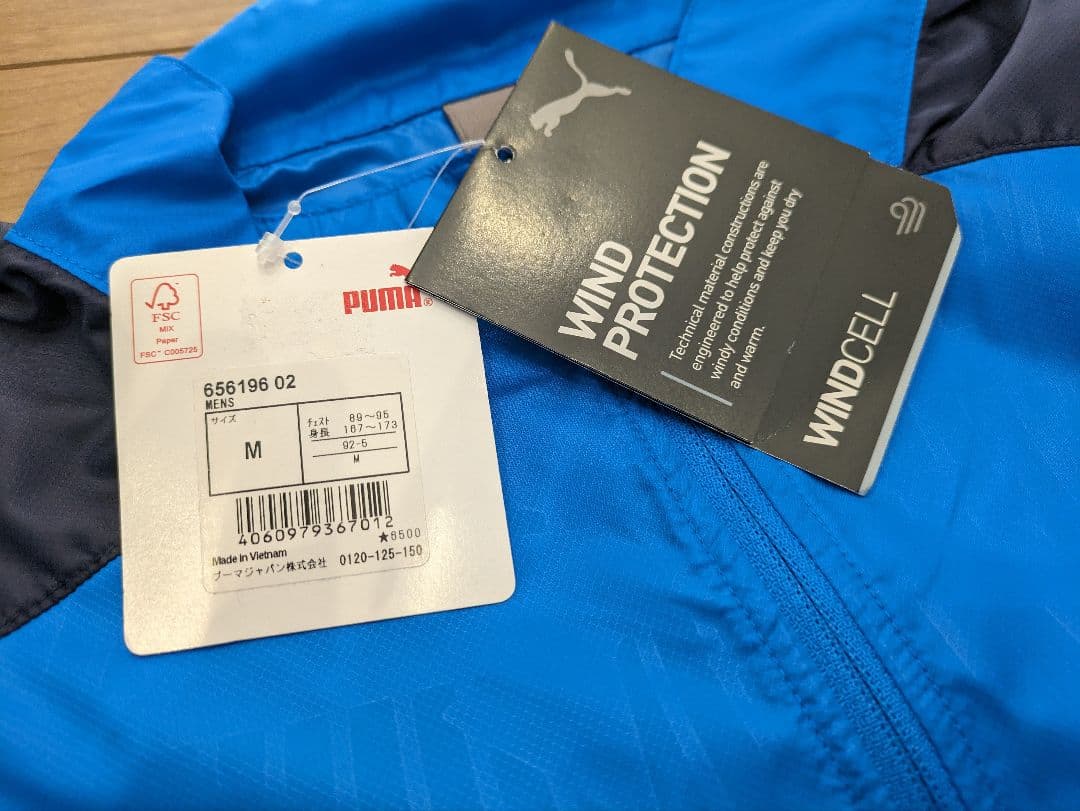 FSC
MIX
Paper
FSC™ C005725
PUMA®
656196 02
MENS
サイズ
M
チェスト 89～95
身長 167～173
92-5
M
4060979367012
★6500
Made in Vietnam
プーマジャパン株式会社 0120-125-150
WIND
PROTECTION
Technical material constructions are
engineered to help protect against
windy conditions and keep you dry
and warm.
WINDCELL